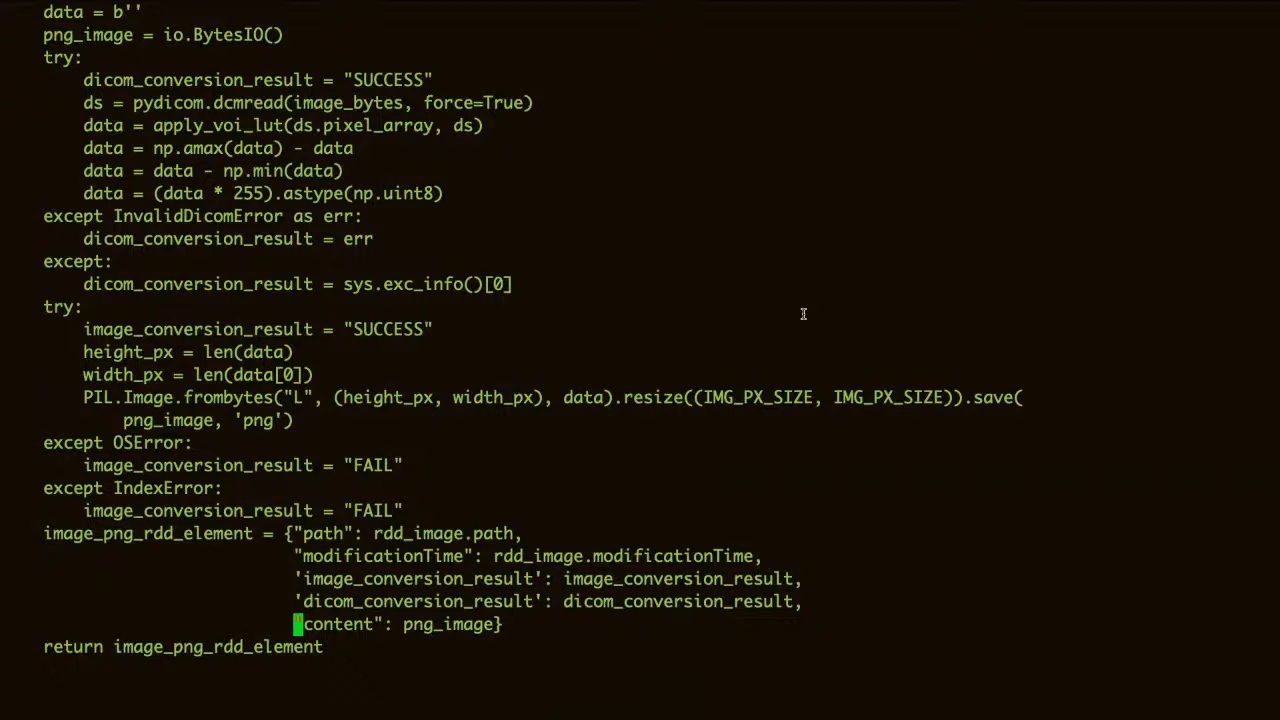 data = b''
png_image = io.BytesIO()
try:
    dicom_conversion_result = "SUCCESS"
    ds = pydicom.dcmread(image_bytes, force=True)
    data = apply_voi_lut(ds.pixel_array, ds)
    data = np.amax(data) - data
    data = data - np.min(data)
    data = (data * 255).astype(np.uint8)
except InvalidDicomError as err:
    dicom_conversion_result = err
except:
    dicom_conversion_result = sys.exc_info()[0]
try:
    image_conversion_result = "SUCCESS"
    height_px = len(data)
    width_px = len(data[0])
    PIL.Image.frombytes("L", (height_px, width_px), data).resize((IMG_PX_SIZE, IMG_PX_SIZE)).save(
        png_image, 'png')
except OSError:
    image_conversion_result = "FAIL"
except IndexError:
    image_conversion_result = "FAIL"
image_png_rdd_element = {"path": rdd_image.path,
                         "modificationTime": rdd_image.modificationTime,
                         'image_conversion_result': image_conversion_result,
                         'dicom_conversion_result': dicom_conversion_result,
                         "content": png_image}
return image_png_rdd_element